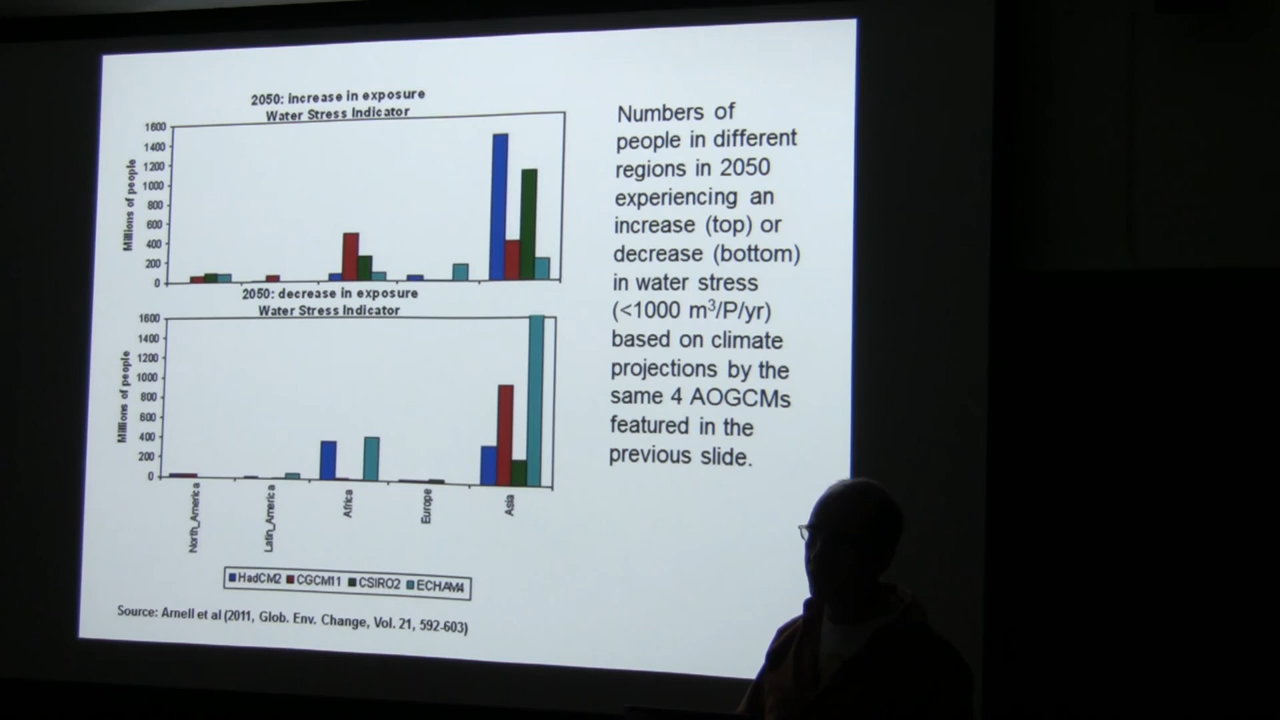 2050: increase in exposure
Water Stress Indicator
1600
1400
1200
1000
800
600
400
200
0
Millions of people
2050: decrease in exposure
Water Stress Indicator
1600
1400
1200
1000
800
600
400
200
0
Millions of people
North_America
Latin_America
Africa
Europe
Asia
HadCM2 CGCM11 CSIRO2 ECHAM4
Source: Arnell et al (2011, Glob. Env. Change, Vol. 21, 592-603)
Numbers of
people in different
regions in 2050
experiencing an
increase (top) or
decrease (bottom)
in water stress
(<1000 m³/P/yr)
based on climate
projections by the
same 4 AOGCMs
featured in the
previous slide.